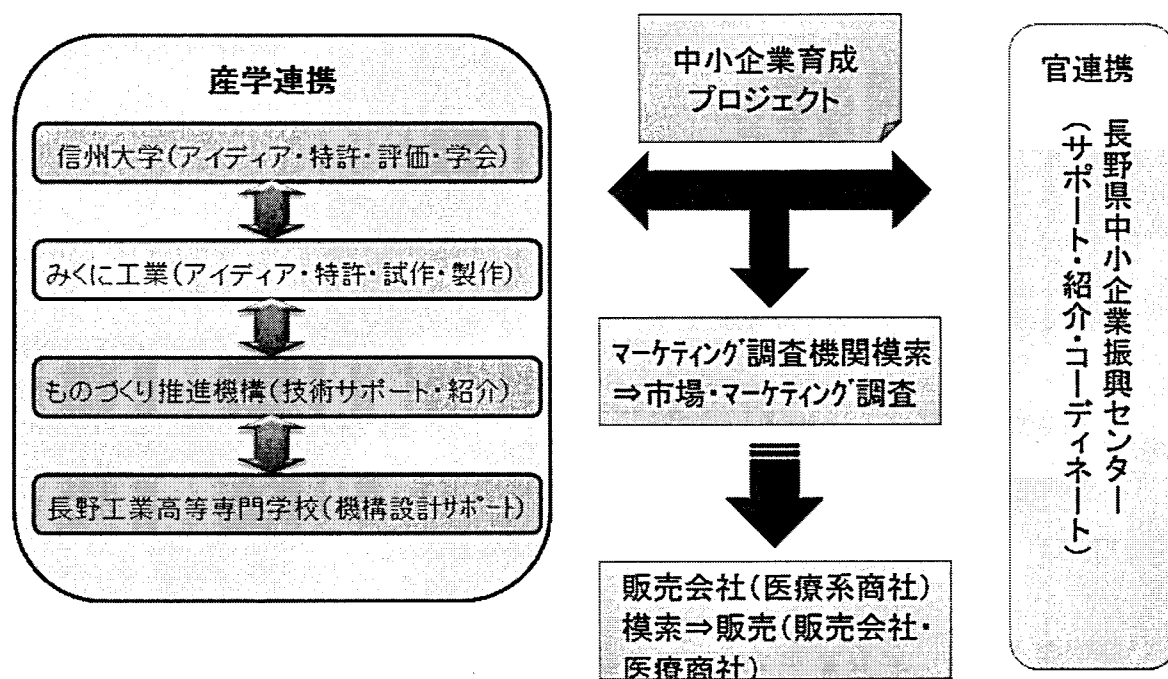 産学連携
信州大学(アイディア・特許・評価・学会)
みくに工業(アイディア・特許・試作・製作)
ものづくり推進機構(技術サポート・紹介)
長野工業高等専門学校(機構設計ｻﾎﾟｰﾄ)
中小企業育成
プロジェクト
マーケティング調査機関模索
⇒市場・マーケティング調査
販売会社(医療系商社)
模索⇒販売(販売会社・
医療商社)
官連携
長野県中小企業振興センター
(サポート・紹介・コーディネート)